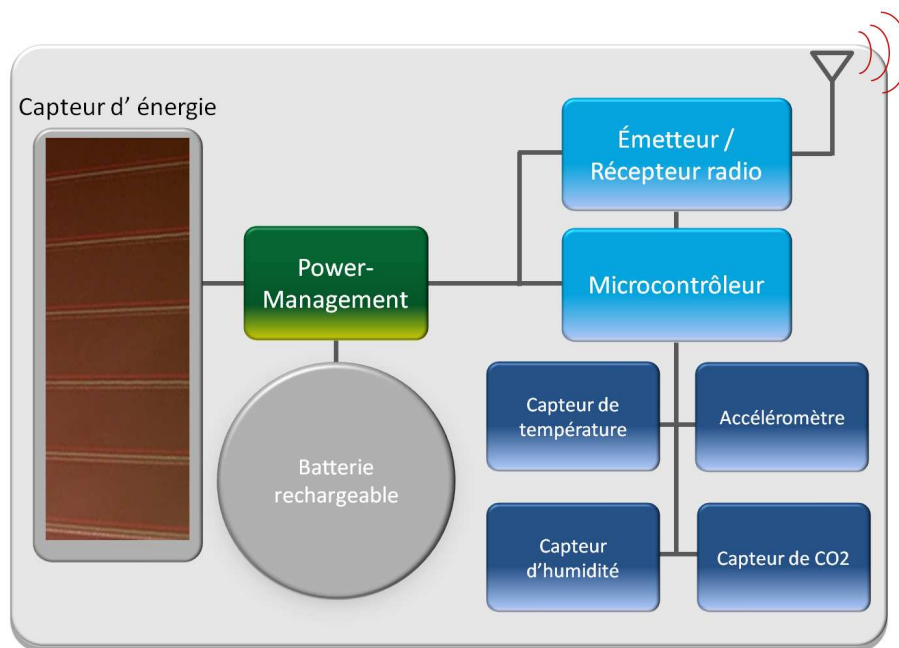 Capteur d' énergie
Émetteur /
Récepteur radio
Power-
Management
Microcontrôleur
Capteur de
température
Accéléromètre
Batterie
rechargeable
Capteur
d'humidité
Capteur de CO2